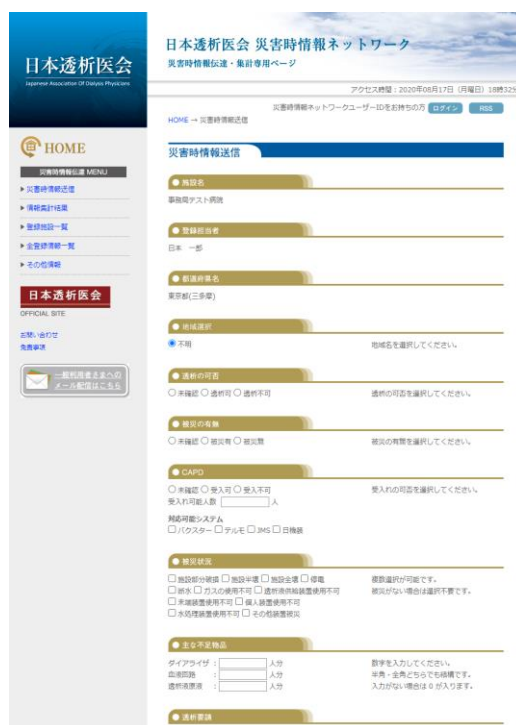 日本透析医会
Japanese Association Of Dialysis Physicians
日本透析医会 災害時情報ネットワーク
災害時情報伝達・集計専用ページ
アクセス時間：2020年08月17日（月曜日）18時32分
災害時情報ネットワークユーザーIDをお持ちの方 ログイン RSS
HOME → 災害時情報送信
HOME
災害時情報伝達 MENU
災害時情報送信
情報集計結果
登録施設一覧
全登録情報一覧
その他情報
日本透析医会
OFFICIAL SITE
お問い合わせ
免責事項
一般利用者さまへの
メール配信はこちら
災害時情報送信
施設名
事務局テスト病院
登録担当者
日本 一郎
都道府県名
東京都(三多摩)
地域選択
不明 地域名を選択してください。
透析の可否
未確認 透析可 透析不可 透析の可否を選択してください。
被災の有無
未確認 被災有 被災無 被災の有無を選択してください。
CAPD
未確認 受入可 受入不可 受入れの可否を選択してください。
受入れ可能人数 人
対応可能システム
バクスター テルモ JMS 日機装
被災状況
施設部分破損 施設半壊 施設全壊 停電 複数選択が可能です。
断水 ガスの使用不可 透析液供給装置使用不可 被災がない場合は選択不要です。
末端装置使用不可 個人装置使用不可
水処理装置使用不可 その他装置被災
主な不足物品
ダイアライザ ： 人分 数字を入力してください。
血液回路 ： 人分 半角・全角どちらでも結構です。
透析液原液 ： 人分 入力がない場合は 0 が入ります。
透析要請